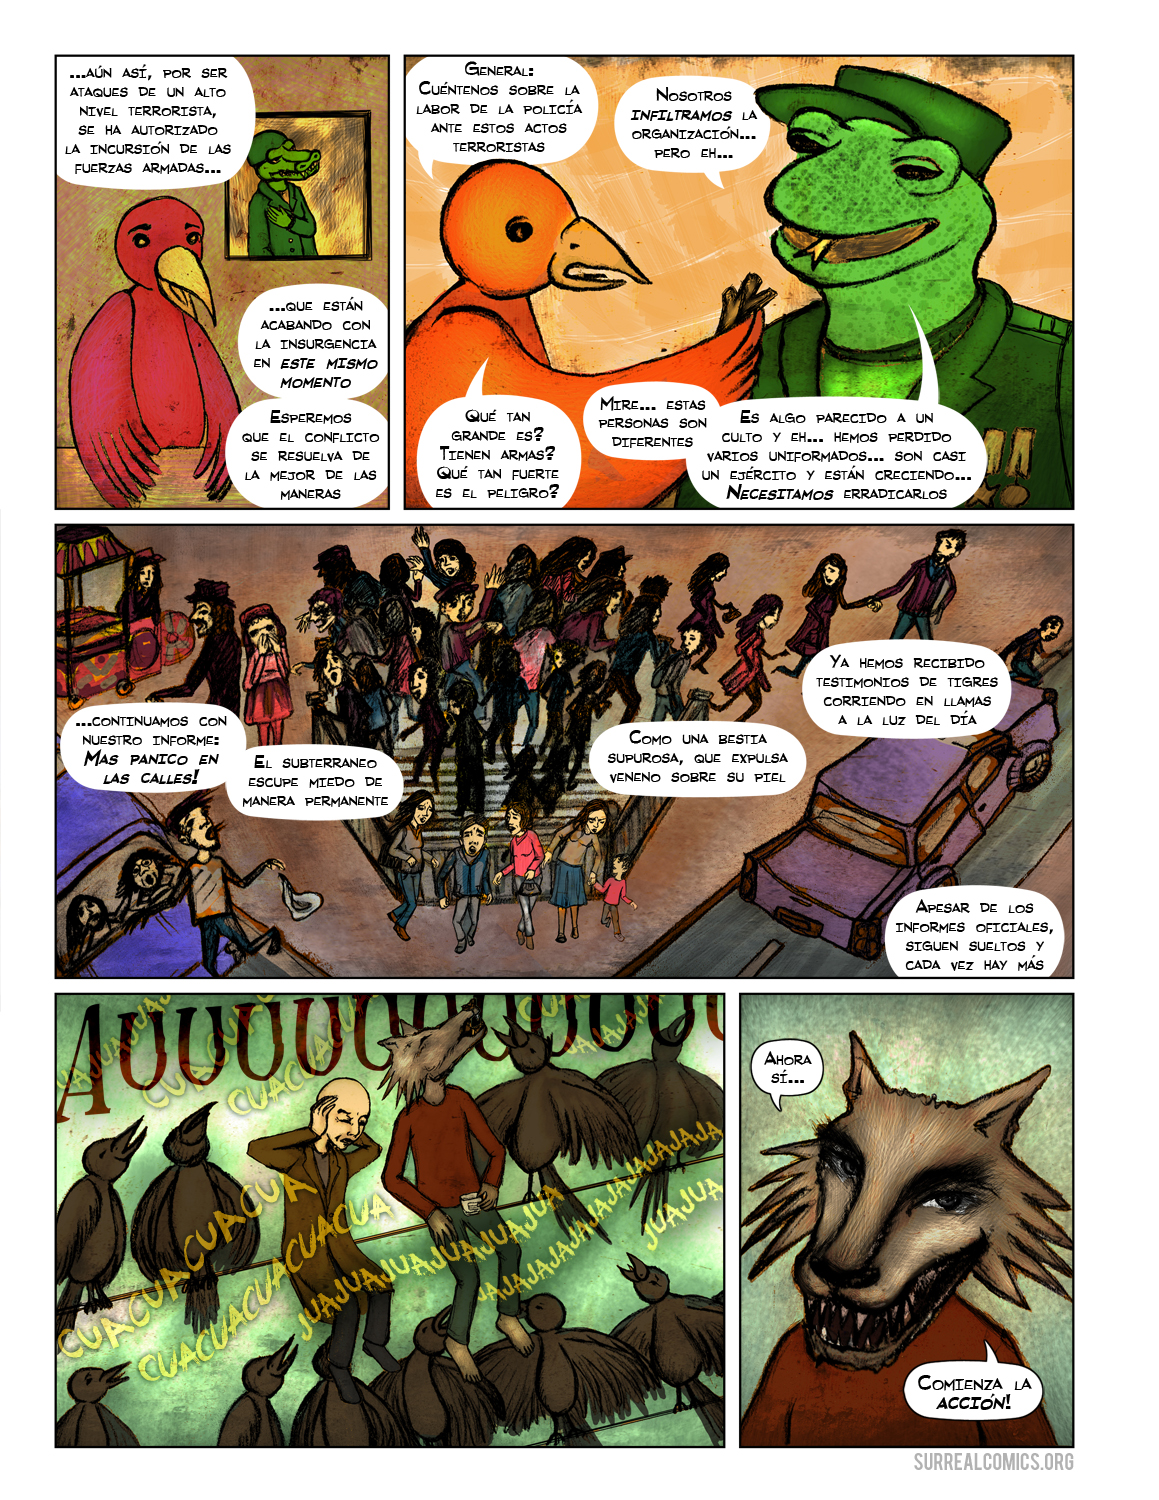 ...AÚN ASÍ, POR SER
ATAQUES DE UN ALTO
NIVEL TERRORISTA,
SE HA AUTORIZADO
LA INCURSIÓN DE LAS
FUERZAS ARMADAS...
...QUE ESTÁN
ACABANDO CON
LA INSURGENCIA
EN ESTE MISMO
MOMENTO
ESPEREMOS
QUE EL CONFLICTO
SE RESUELVA DE
LA MEJOR DE LAS
MANERAS
GENERAL:
CUÉNTENOS SOBRE LA
LABOR DE LA POLICÍA
ANTE ESTOS ACTOS
TERRORISTAS
NOSOTROS
INFILTRAMOS LA
ORGANIZACIÓN...
PERO EH...
QUÉ TAN
GRANDE ES?
TIENEN ARMAS?
QUÉ TAN FUERTE
ES EL PELIGRO?
MIRE... ESTAS
PERSONAS SON
DIFERENTES
ES ALGO PARECIDO A UN
CULTO Y EH... HEMOS PERDIDO
VARIOS UNIFORMADOS... SON CASI
UN EJÉRCITO Y ESTÁN CRECIENDO...
NECESITAMOS ERRADICARLOS
...CONTINUAMOS CON
NUESTRO INFORME:
MAS PANICO EN
LAS CALLES!
EL SUBTERRANEO
ESCUPE MIEDO DE
MANERA PERMANENTE
COMO UNA BESTIA
SUPUROSA, QUE EXPULSA
VENENO SOBRE SU PIEL
YA HEMOS RECIBIDO
TESTIMONIOS DE TIGRES
CORRIENDO EN LLAMAS
A LA LUZ DEL DÍA
APESAR DE LOS
INFORMES OFICIALES,
SIGUEN SUELTOS Y
CADA VEZ HAY MÁS
CUACUACUACUA
CUACUACUACUA
JUAJUAJUAJUAJUAJUA
JAJAJAJAJAJAJAJAJAJA
JUAJUA
AHORA
SÍ...
COMIENZA LA
ACCIÓN!
SURREALCOMICS.ORG